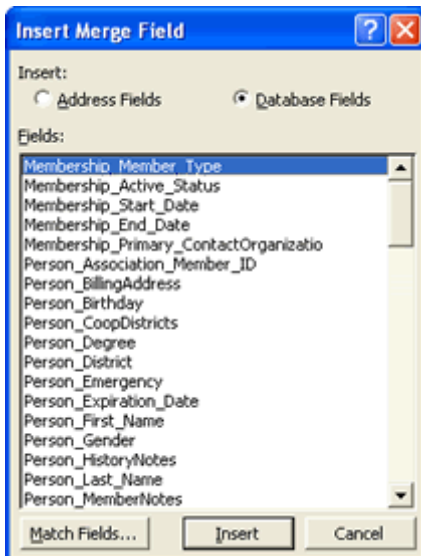 Insert Merge Field
Insert:
Address Fields Database Fields
Fields:
Membership_Member_Type
Membership_Active_Status
Membership_Start_Date
Membership_End_Date
Membership_Primary_ContactOrganizatio
Person_Association_Member_ID
Person_BillingAddress
Person_Birthday
Person_CoopDistricts
Person_Degree
Person_District
Person_Emergency
Person_Expiration_Date
Person_First_Name
Person_Gender
Person_HistoryNotes
Person_Last_Name
Person_MemberNotes
Match Fields... Insert Cancel